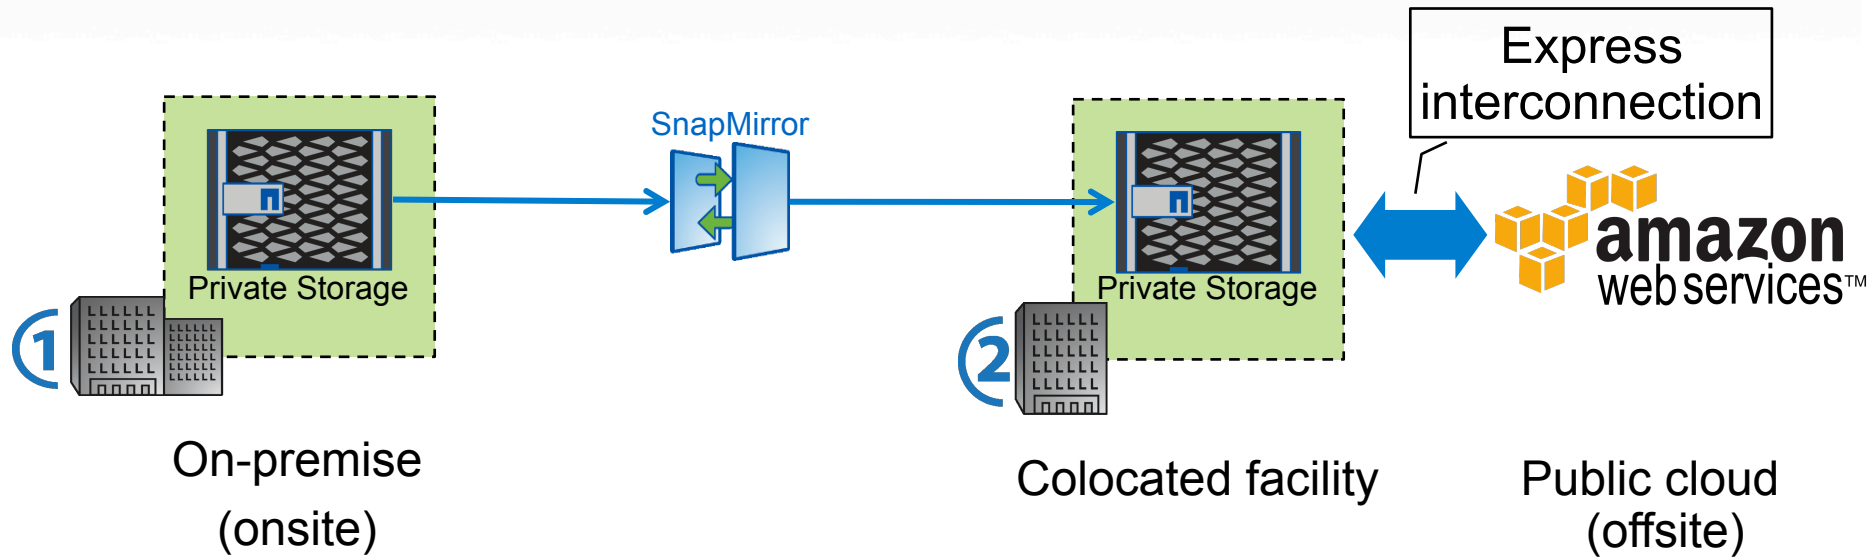 Express
interconnection
SnapMirror
Private Storage
Private Storage
amazon
web services™
1
2
On-premise
(onsite)
Colocated facility
Public cloud
(offsite)